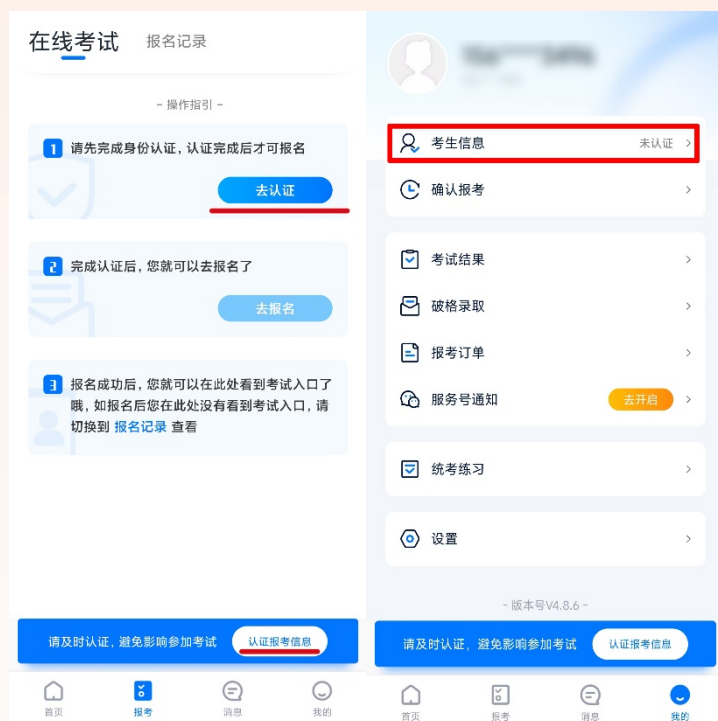 在线考试 报名记录
- 操作指引 -
1 请先完成身份认证, 认证完成后才可报名
去认证
2 完成认证后, 您就可以去报名了
去报名
3 报名成功后, 您就可以在此处看到考试入口了
哦, 如报名后您在此处没有看到考试入口, 请
切换到 报名记录 查看
请及时认证, 避免影响参加考试 认证报考信息
首页 报考 消息 我的
考生信息 未认证
确认报考
考试结果
破格录取
报考订单
服务号通知 去开启
统考练习
设置
- 版本号V4.8.6 -
请及时认证, 避免影响参加考试 认证报考信息
首页 报考 消息 我的